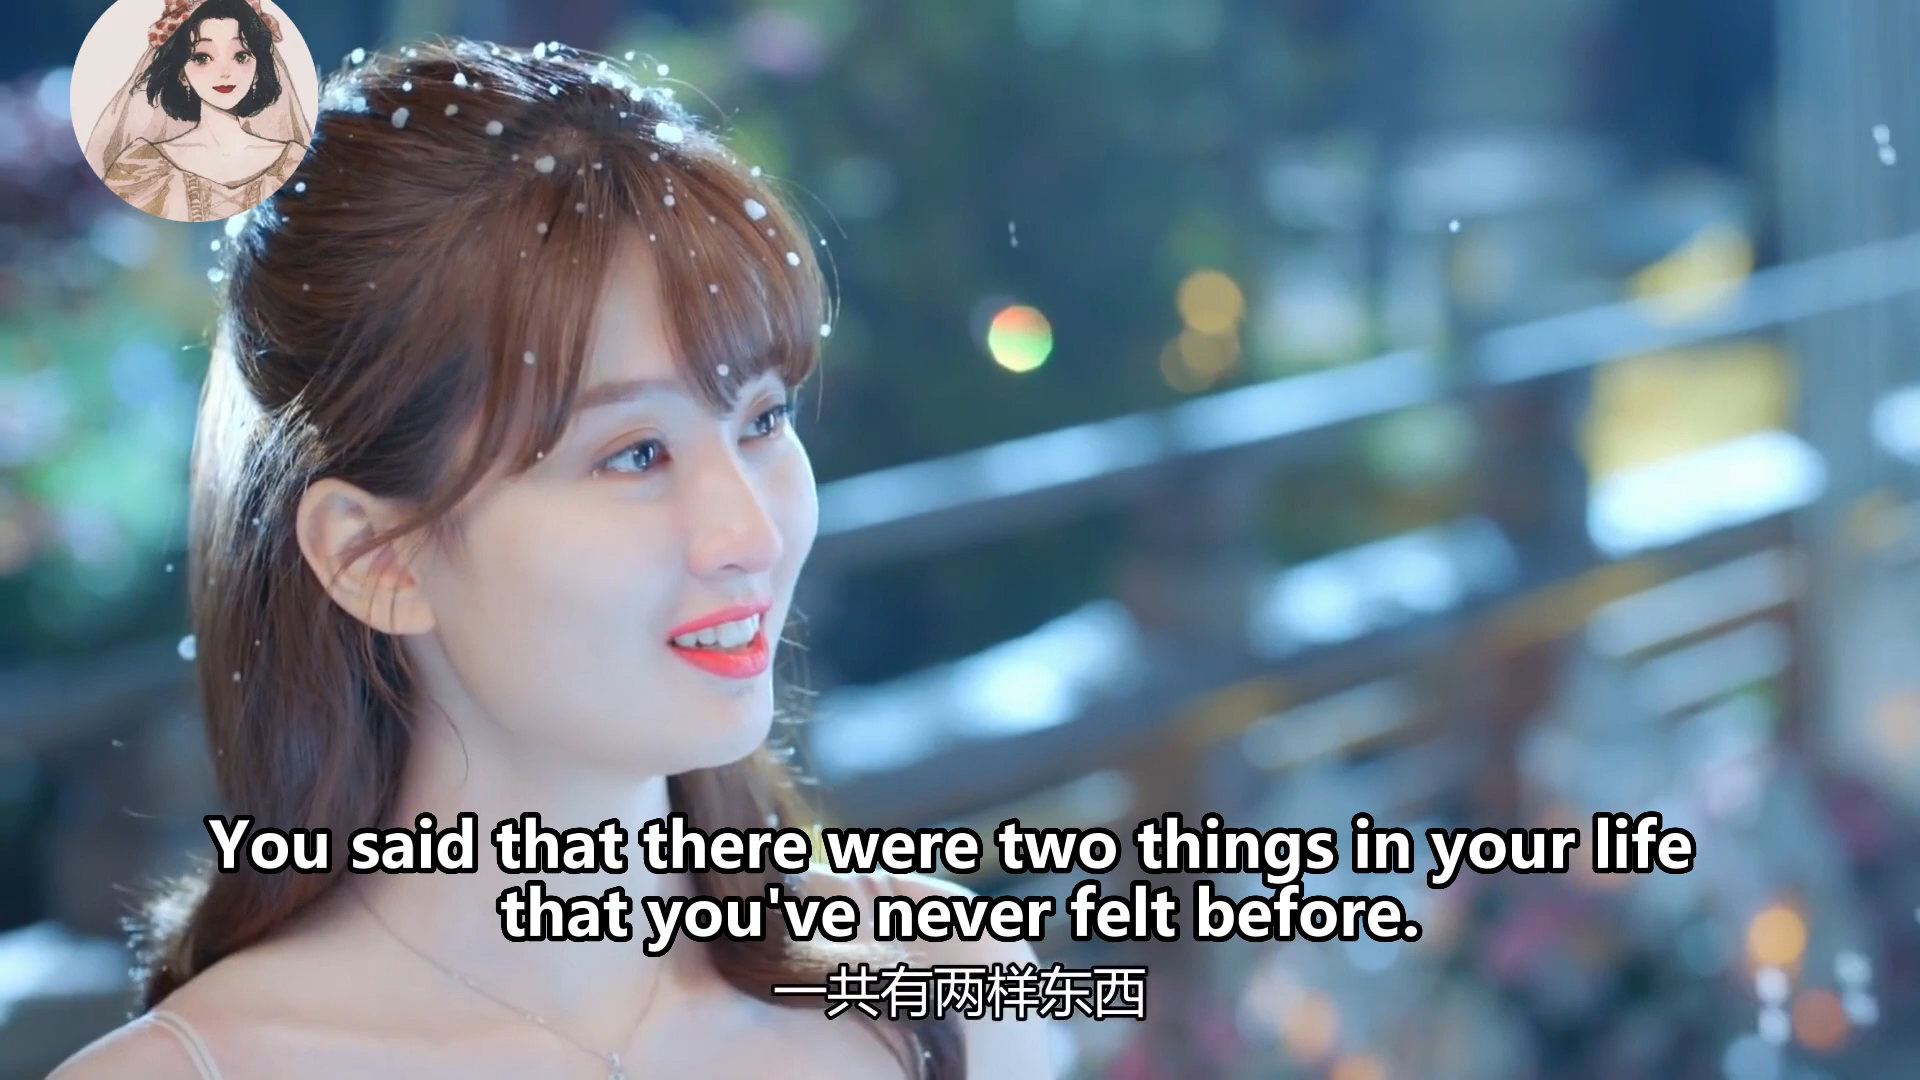 You said that there were two things in your life
that you've never felt before.
一共有两样东西